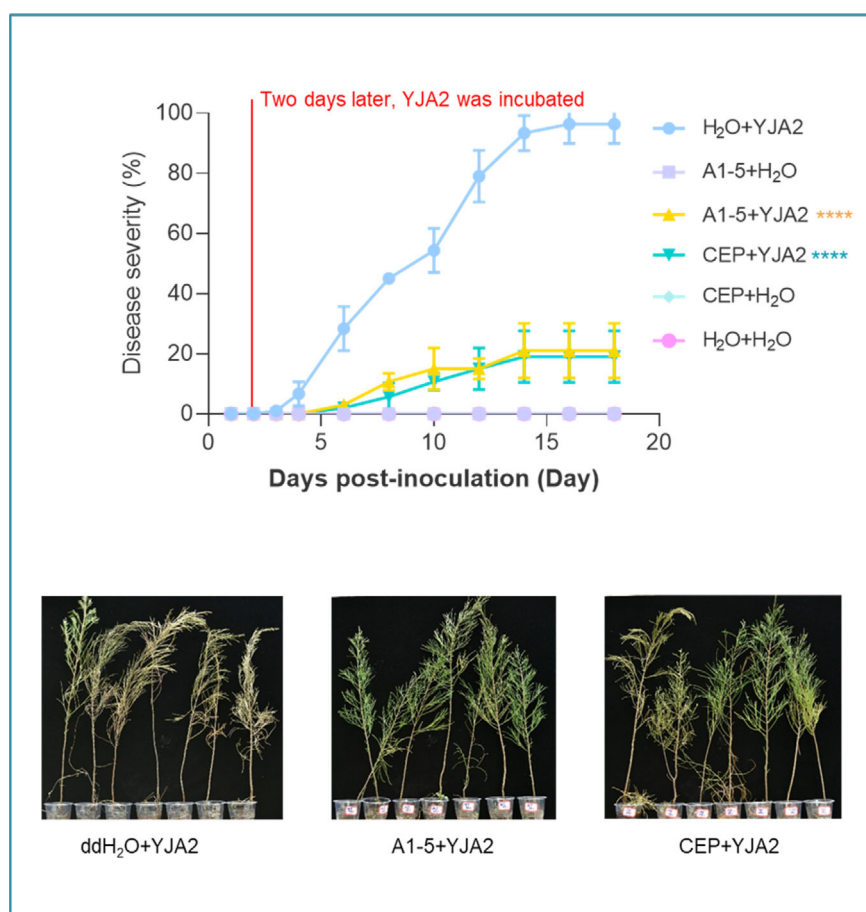 Two days later, YJA2 was incubated
Disease severity (%)
100
80
60
40
20
0
0 5 10 15 20
Days post-inoculation (Day)
H₂O+YJA2
A1-5+H₂O
A1-5+YJA2 ****
CEP+YJA2 ****
CEP+H₂O
H₂O+H₂O
ddH₂O+YJA2
A1-5+YJA2
CEP+YJA2